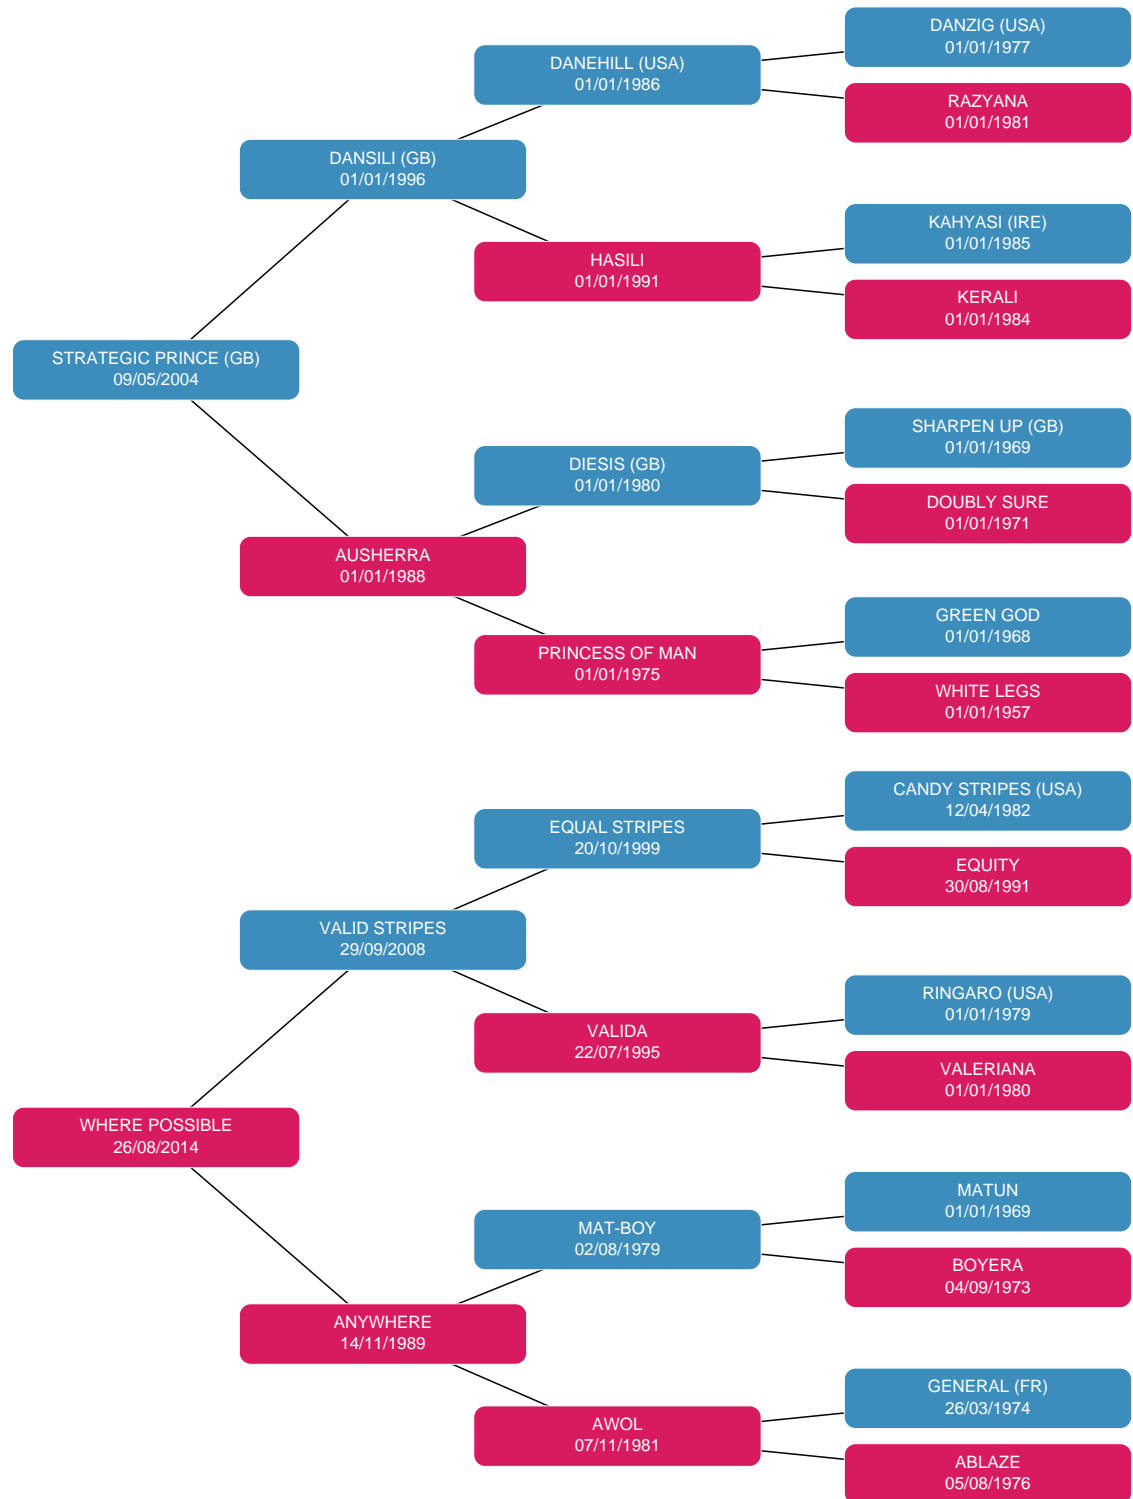 DANZIG (USA)
01/01/1977
DANEHILL (USA)
01/01/1986
RAZYANA
01/01/1981
DANSILI (GB)
01/01/1996
KAHYASI (IRE)
01/01/1985
HASILI
01/01/1991
KERALI
01/01/1984
STRATEGIC PRINCE (GB)
09/05/2004
SHARPEN UP (GB)
01/01/1969
DIESIS (GB)
01/01/1980
DOUBLY SURE
01/01/1971
AUSHERRA
01/01/1988
GREEN GOD
01/01/1968
PRINCESS OF MAN
01/01/1975
WHITE LEGS
01/01/1957
CANDY STRIPES (USA)
12/04/1982
EQUAL STRIPES
20/10/1999
EQUITY
30/08/1991
VALID STRIPES
29/09/2008
RINGARO (USA)
01/01/1979
VALIDA
22/07/1995
VALERIANA
01/01/1980
WHERE POSSIBLE
26/08/2014
MATUN
01/01/1969
MAT-BOY
02/08/1979
BOYERA
04/09/1973
ANYWHERE
14/11/1989
GENERAL (FR)
26/03/1974
AWOL
07/11/1981
ABLAZE
05/08/1976